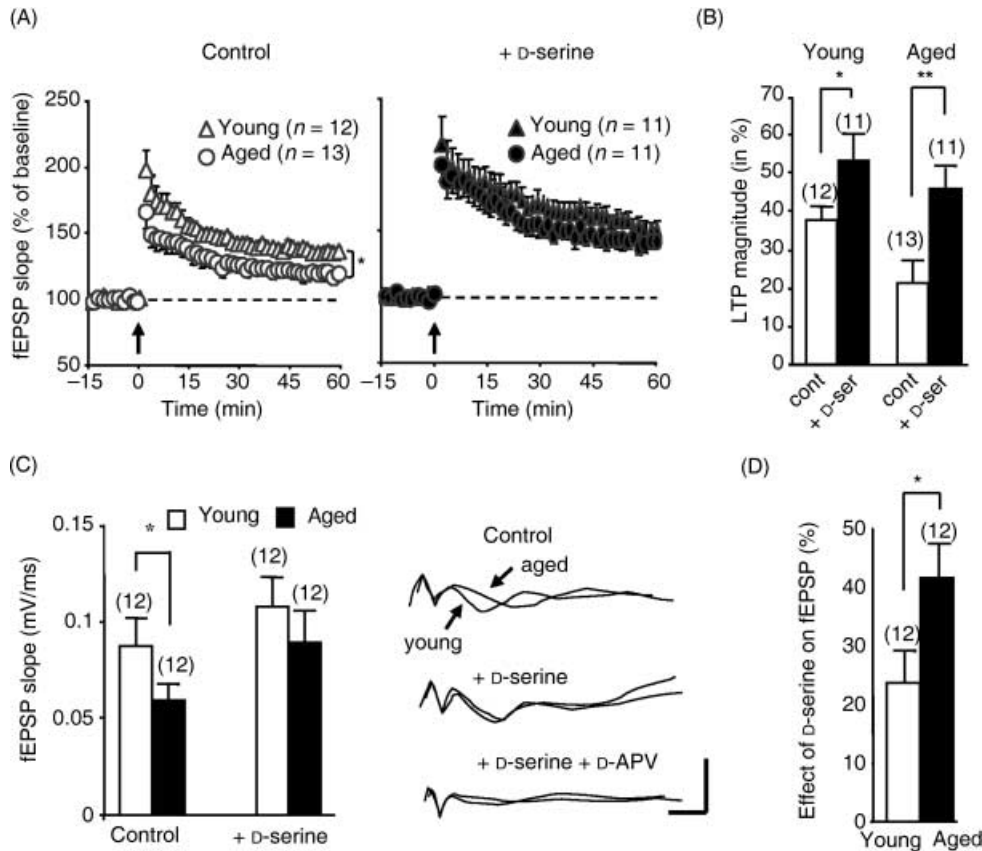 (A)
Control
+ D-serine
fEPSP slope (% of baseline)
250
200
150
100
50
Young (n = 12)
Aged (n = 13)
*
–15 0 15 30 45 60
Time (min)
Young (n = 11)
Aged (n = 11)
–15 0 15 30 45 60
Time (min)
(B)
Young Aged
* **
LTP magnitude (in %)
70
60
50
40
30
20
10
0
(12)
(11)
(13)
(11)
cont
+ D-ser
cont
+ D-ser
(C)
Young Aged
fEPSP slope (mV/ms)
0.15
0.1
0.05
0
*
(12)
(12)
(12)
(12)
Control + D-serine
Control
aged
young
+ D-serine
+ D-serine + D-APV
(D)
*
Effect of D-serine on fEPSP (%)
50
40
30
20
10
0
(12)
(12)
Young Aged